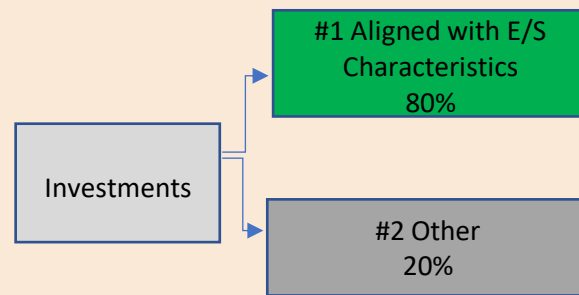 #1 Aligned with E/S
Characteristics
80%
Investments
#2 Other
20%